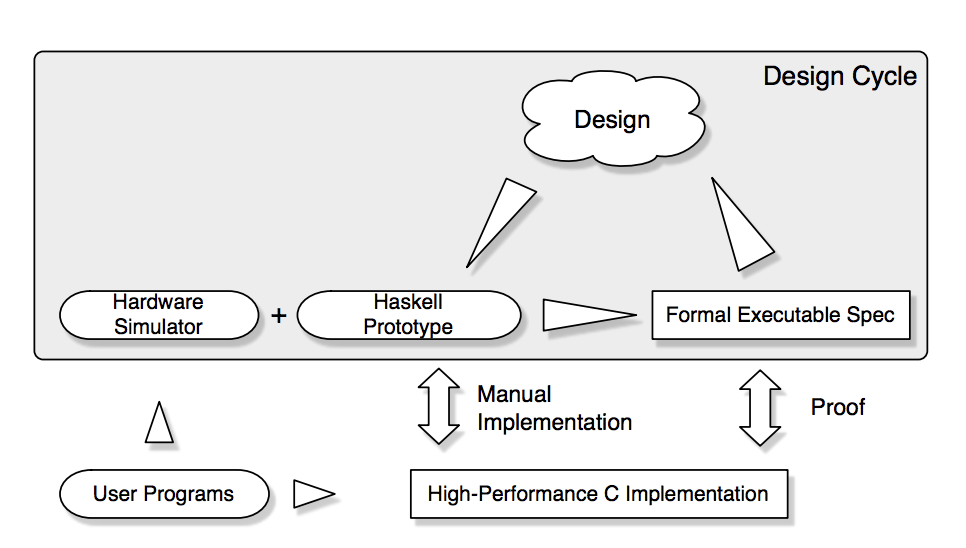 Design Cycle
Design
Hardware
Simulator
+
Haskell
Prototype
Formal Executable Spec
Manual
Implementation
Proof
User Programs
High-Performance C Implementation